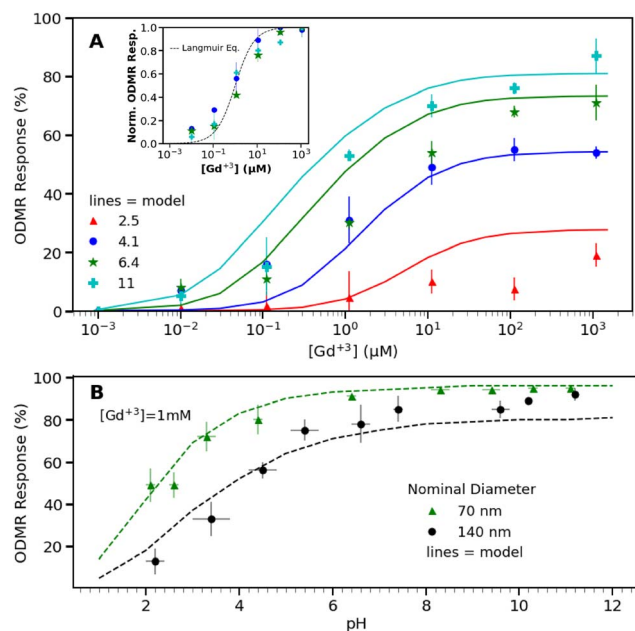 A
Norm. ODMR Resp.
1.0
0.8
0.6
0.4
0.2
0.0
--- Langmuir Eq.
10⁻³ 10⁻¹ 10¹ 10³
[Gd⁺³] (μM)
ODMR Response (%)
100
80
60
40
20
0
lines = model
2.5
4.1
6.4
11
10⁻³ 10⁻² 10⁻¹ 10⁰ 10¹ 10² 10³
[Gd⁺³] (μM)
B
[Gd⁺³]=1mM
ODMR Response (%)
100
80
60
40
20
Nominal Diameter
70 nm
140 nm
lines = model
2 4 6 8 10 12
pH